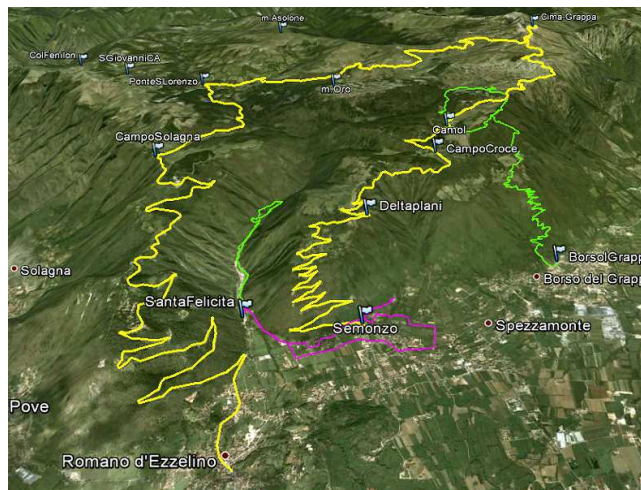 m.Asolone
Cima Grappa
ColFenilon
SGiovanniCA
PonteSLorenzo
m.Oro
Camol
CampoSolagna
CampoCroce
Deltaplani
BorsolGrapp
Solagna
Borso del Grapp
SantaFelicita
Semonzo
Spezzamonte
Pove
Romano d'Ezzelino